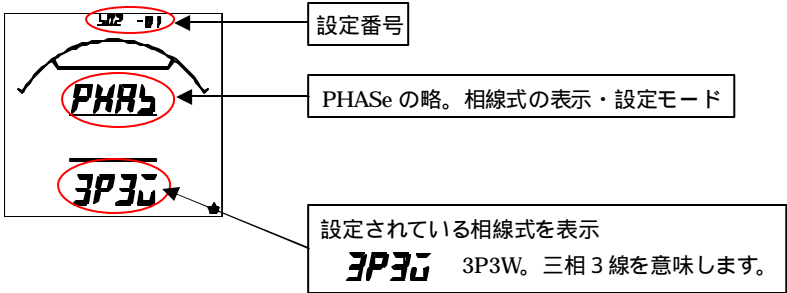 設定番号
PHAS
PHASe の略。相線式の表示・設定モード
3P3W
設定されている相線式を表示
3P3W 3P3W。三相3線を意味します。